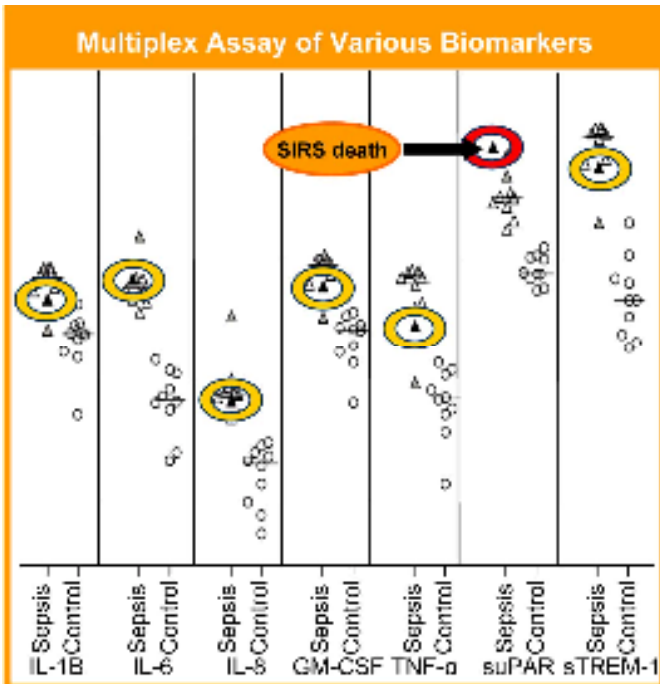 Multiplex Assay of Various Biomarkers
SIRS death
Sepsis Control Sepsis Control Sepsis Control Sepsis Control Sepsis Control Sepsis Control Sepsis Control
IL-1B IL-6 IL-8 GM-CSF TNF-α suPAR sTREM-1